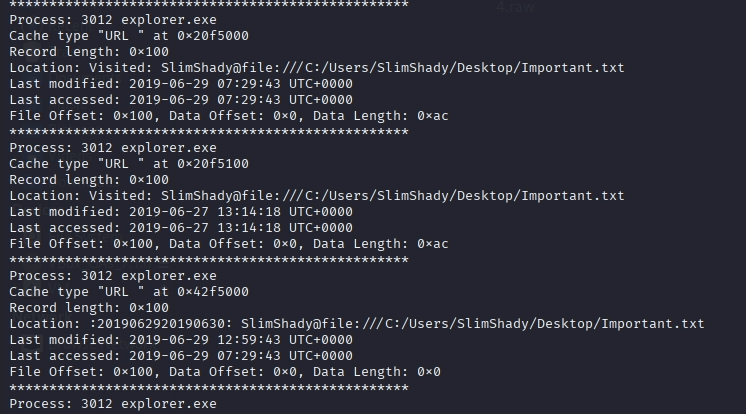 4.raw
**************************************************
Process: 3012 explorer.exe
Cache type "URL " at 0×20f5000
Record length: 0×100
Location: Visited: SlimShady@file:///C:/Users/SlimShady/Desktop/Important.txt
Last modified: 2019-06-29 07:29:43 UTC+0000
Last accessed: 2019-06-29 07:29:43 UTC+0000
File Offset: 0×100, Data Offset: 0×0, Data Length: 0×ac
**************************************************
Process: 3012 explorer.exe
Cache type "URL " at 0×20f5100
Record length: 0×100
Location: Visited: SlimShady@file:///C:/Users/SlimShady/Desktop/Important.txt
Last modified: 2019-06-27 13:14:18 UTC+0000
Last accessed: 2019-06-27 13:14:18 UTC+0000
File Offset: 0×100, Data Offset: 0×0, Data Length: 0×ac
**************************************************
Process: 3012 explorer.exe
Cache type "URL " at 0×42f5000
Record length: 0×100
Location: :2019062920190630: SlimShady@file:///C:/Users/SlimShady/Desktop/Important.txt
Last modified: 2019-06-29 12:59:43 UTC+0000
Last accessed: 2019-06-29 07:29:43 UTC+0000
File Offset: 0×100, Data Offset: 0×0, Data Length: 0×0
**************************************************
Process: 3012 explorer.exe